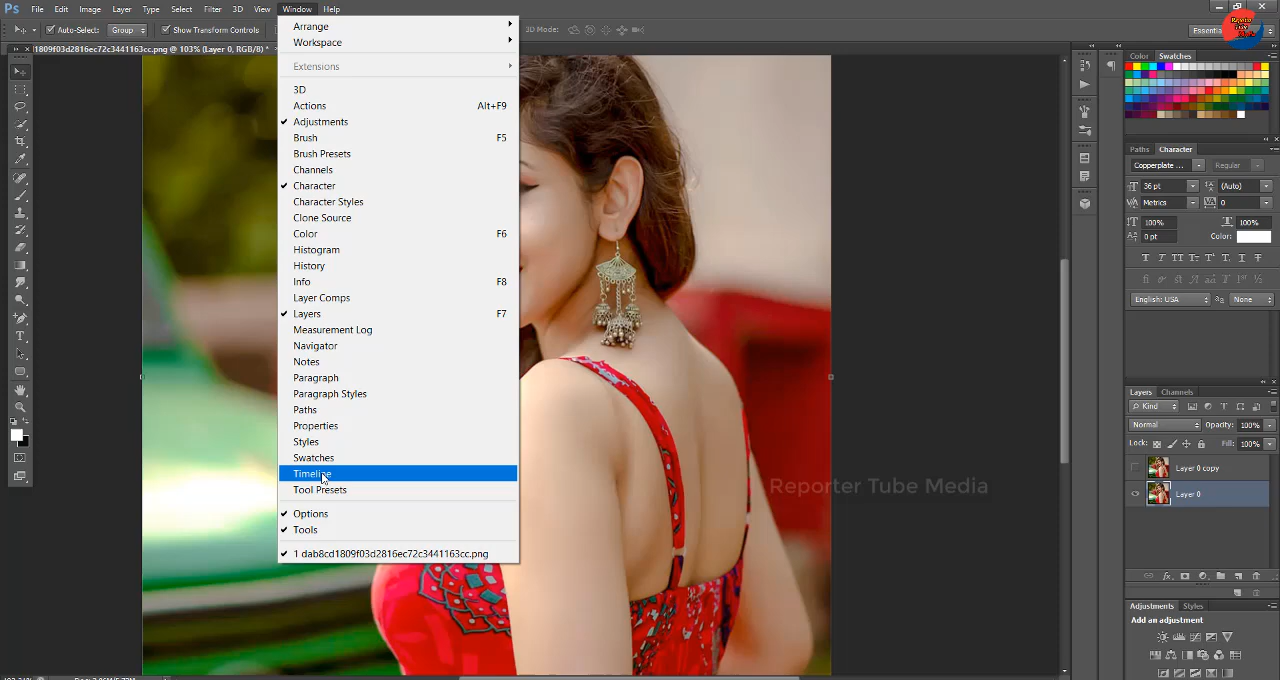 Ps File Edit Image Layer Type Select Filter 3D View Window Help
Auto-Select: Group Show Transform Controls 3D Mode: Essenti
1809f03d2816ec72c3441163cc.png @ 103% (Layer 0, RGB/8) *
Reporter
Tube
Media
Arrange
Workspace
Extensions
3D
Actions Alt+F9
Adjustments
Brush F5
Brush Presets
Channels
Character
Character Styles
Clone Source
Color F6
Histogram
History
Info F8
Layer Comps
Layers F7
Measurement Log
Navigator
Notes
Paragraph
Paragraph Styles
Paths
Properties
Styles
Swatches
Timeline
Tool Presets
Options
Tools
1 dab8cd1809f03d2816ec72c3441163cc.png
Reporter Tube Media
Color Swatches
Paths Character
Copperplate ... Regular
36 pt (Auto)
Metrics 0
100% 100%
0 pt Color:
English: USA None
Layers Channels
Kind
Normal Opacity: 100%
Lock: Fill: 100%
Layer 0 copy
Layer 0
Adjustments Styles
Add an adjustment